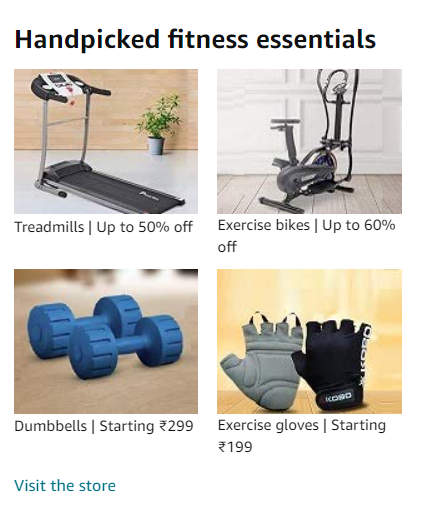 Handpicked fitness essentials
Treadmills | Up to 50% off
Exercise bikes | Up to 60%
off
KOBO
KOBO
Dumbbells | Starting ₹299
Exercise gloves | Starting
₹199
Visit the store